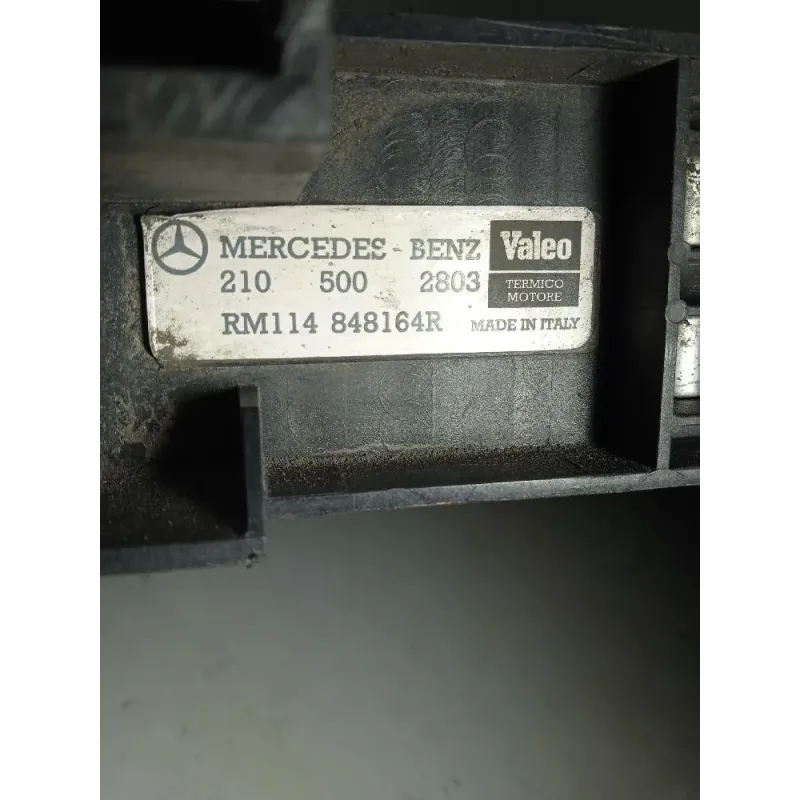 MERCEDES - BENZ
210 500 2803
RM114 848164R
Valeo
TERMICO
MOTORE
MADE IN ITALY